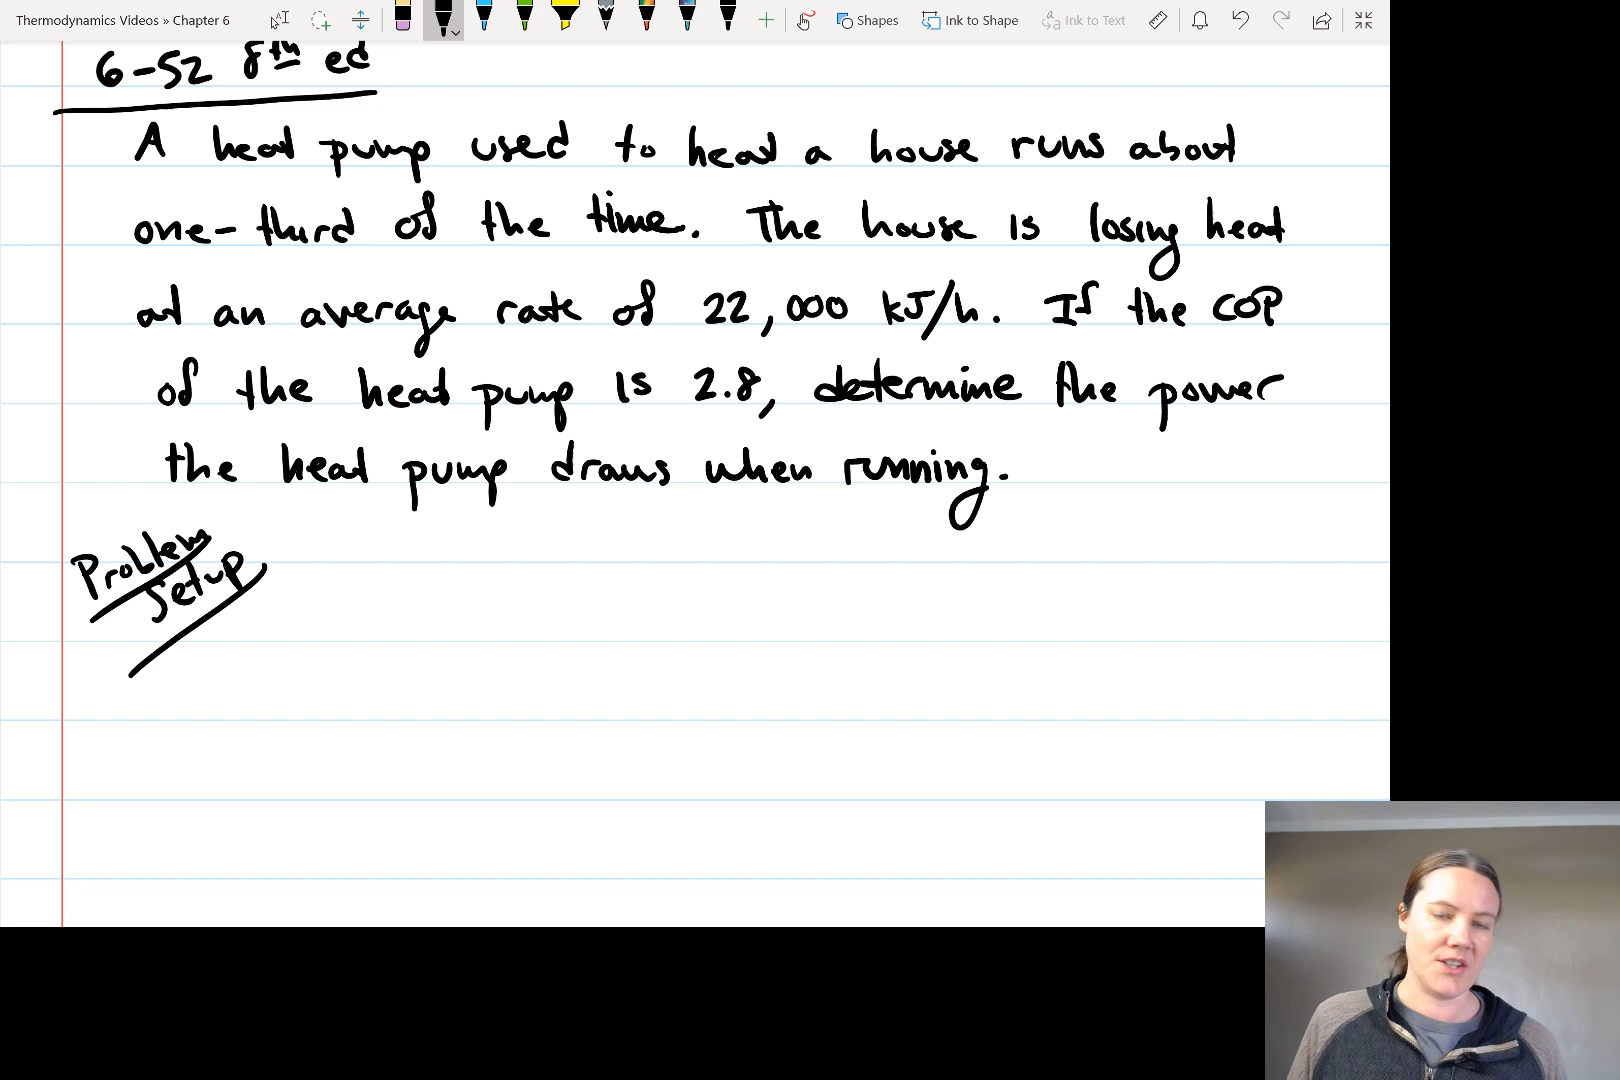 Thermodynamics Videos » Chapter 6
Shapes
Ink to Shape
Ink to Text
6-52 8th ed
A heat pump used to heat a house runs about
one-third of the time. The house is losing heat
at an average rate of 22,000 kJ/h. If the COP
of the heat pump is 2.8, determine the power
the heat pump draws when running.
Problem
Setup